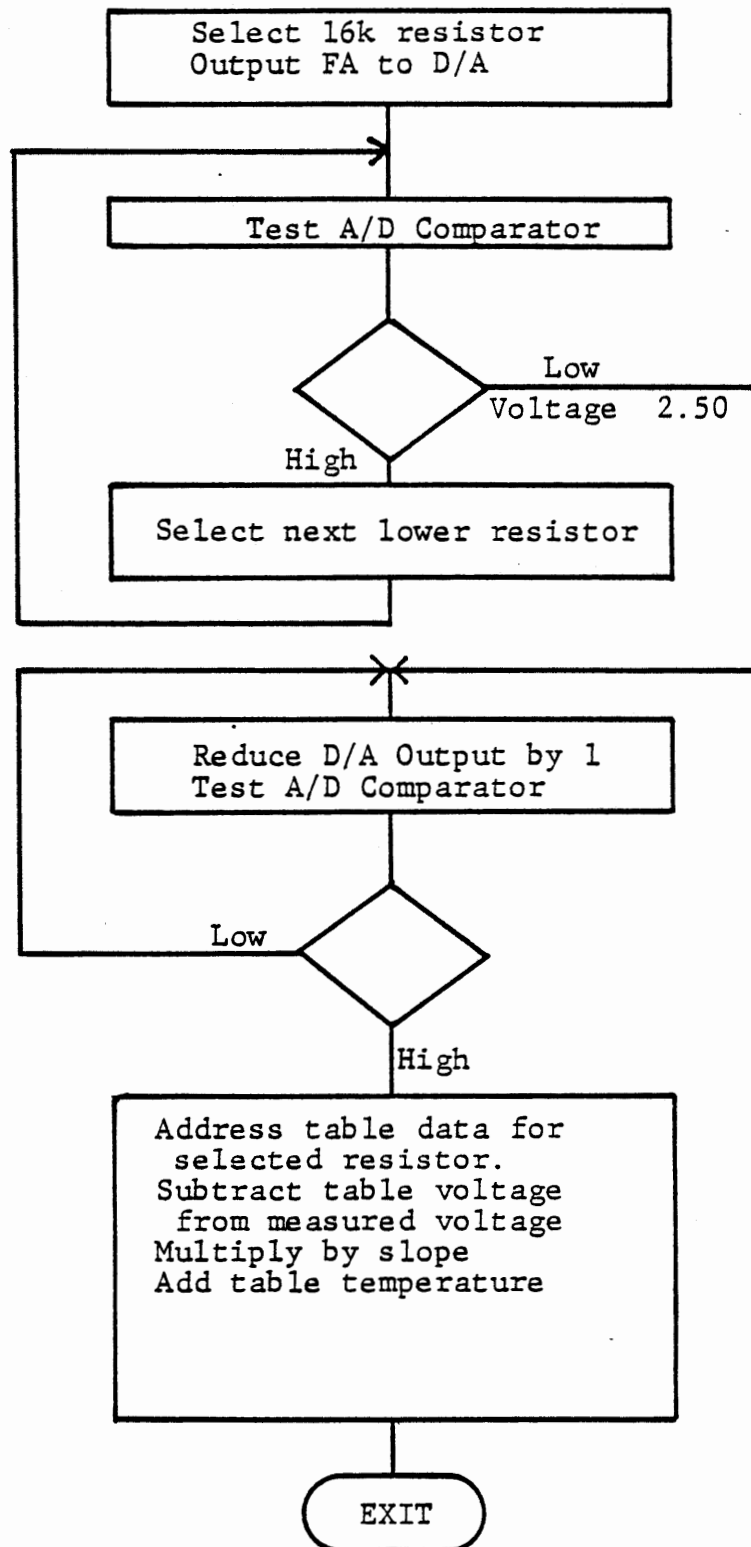 Select 16k resistor
Output FA to D/A
Test A/D Comparator
Low
Voltage 2.50
High
Select next lower resistor
Reduce D/A Output by 1
Test A/D Comparator
Low
High
Address table data for
selected resistor.
Subtract table voltage
from measured voltage
Multiply by slope
Add table temperature
EXIT